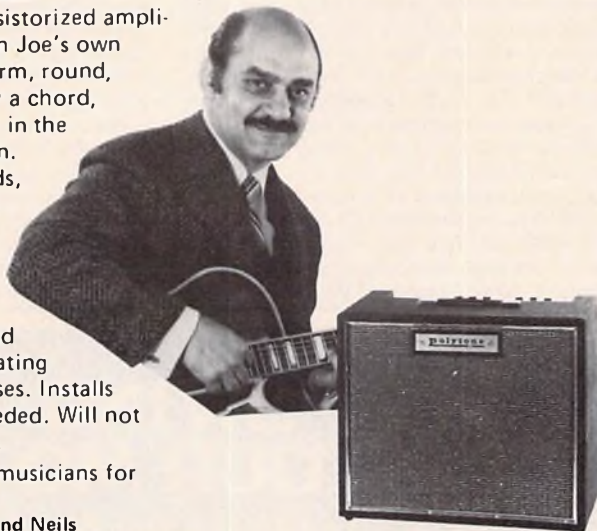 sistorized ampli-
n Joe's own
rm, round,
a chord,
in the
n.
ds,
d
ating
ses. Installs
eded. Will not
musicians for
nd Neils
polytone